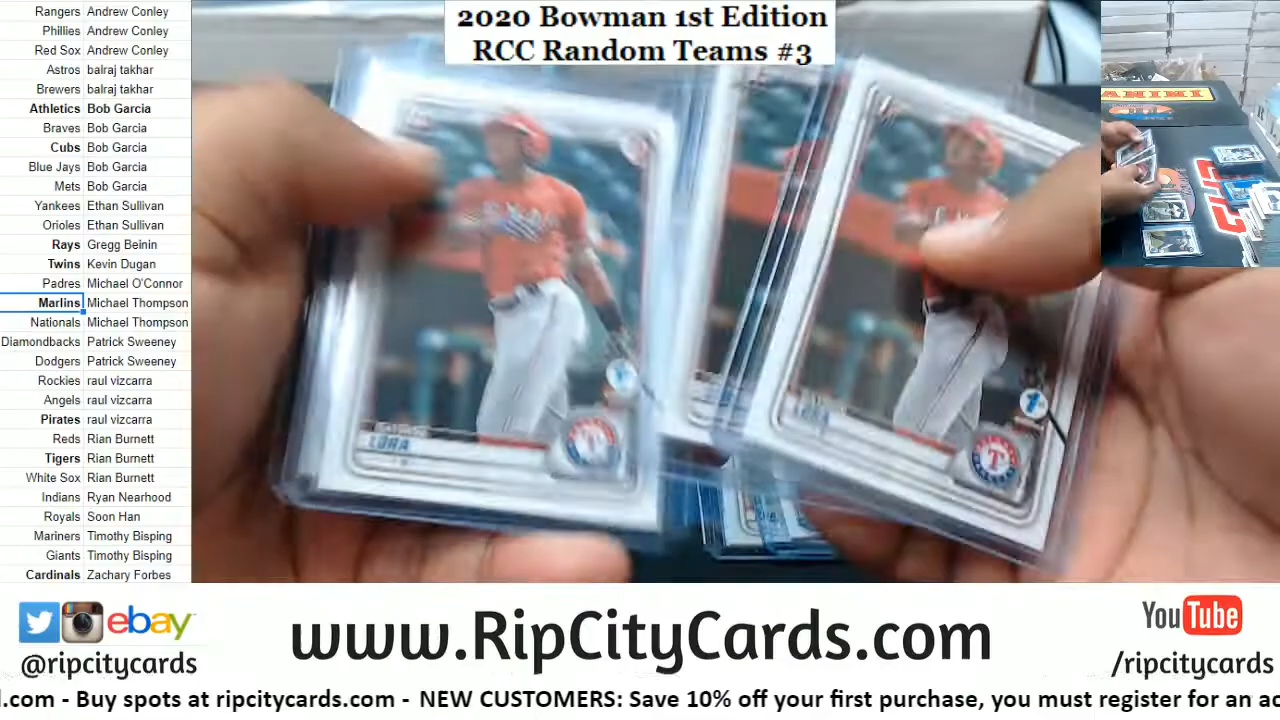 2020 Bowman 1st Edition
RCC Random Teams #3
Rangers Andrew Conley
Phillies Andrew Conley
Red Sox Andrew Conley
Astros balraj takhar
Brewers balraj takhar
Athletics Bob Garcia
Braves Bob Garcia
Cubs Bob Garcia
Blue Jays Bob Garcia
Mets Bob Garcia
Yankees Ethan Sullivan
Orioles Ethan Sullivan
Rays Gregg Beinin
Twins Kevin Dugan
Padres Michael O'Connor
Marlins Michael Thompson
Nationals Michael Thompson
Diamondbacks Patrick Sweeney
Dodgers Patrick Sweeney
Rockies raul vizcarra
Angels raul vizcarra
Pirates raul vizcarra
Reds Rian Burnett
Tigers Rian Burnett
White Sox Rian Burnett
Indians Ryan Nearhood
Royals Soon Han
Mariners Timothy Bisping
Giants Timothy Bisping
Cardinals Zachary Forbes
LORA
T
LORA
1st
T
PANINI
ebay
@ripcitycards
www.RipCityCards.com
YouTube
/ripcitycards
d.com - Buy spots at ripcitycards.com - NEW CUSTOMERS: Save 10% off your first purchase, you must register for an ac